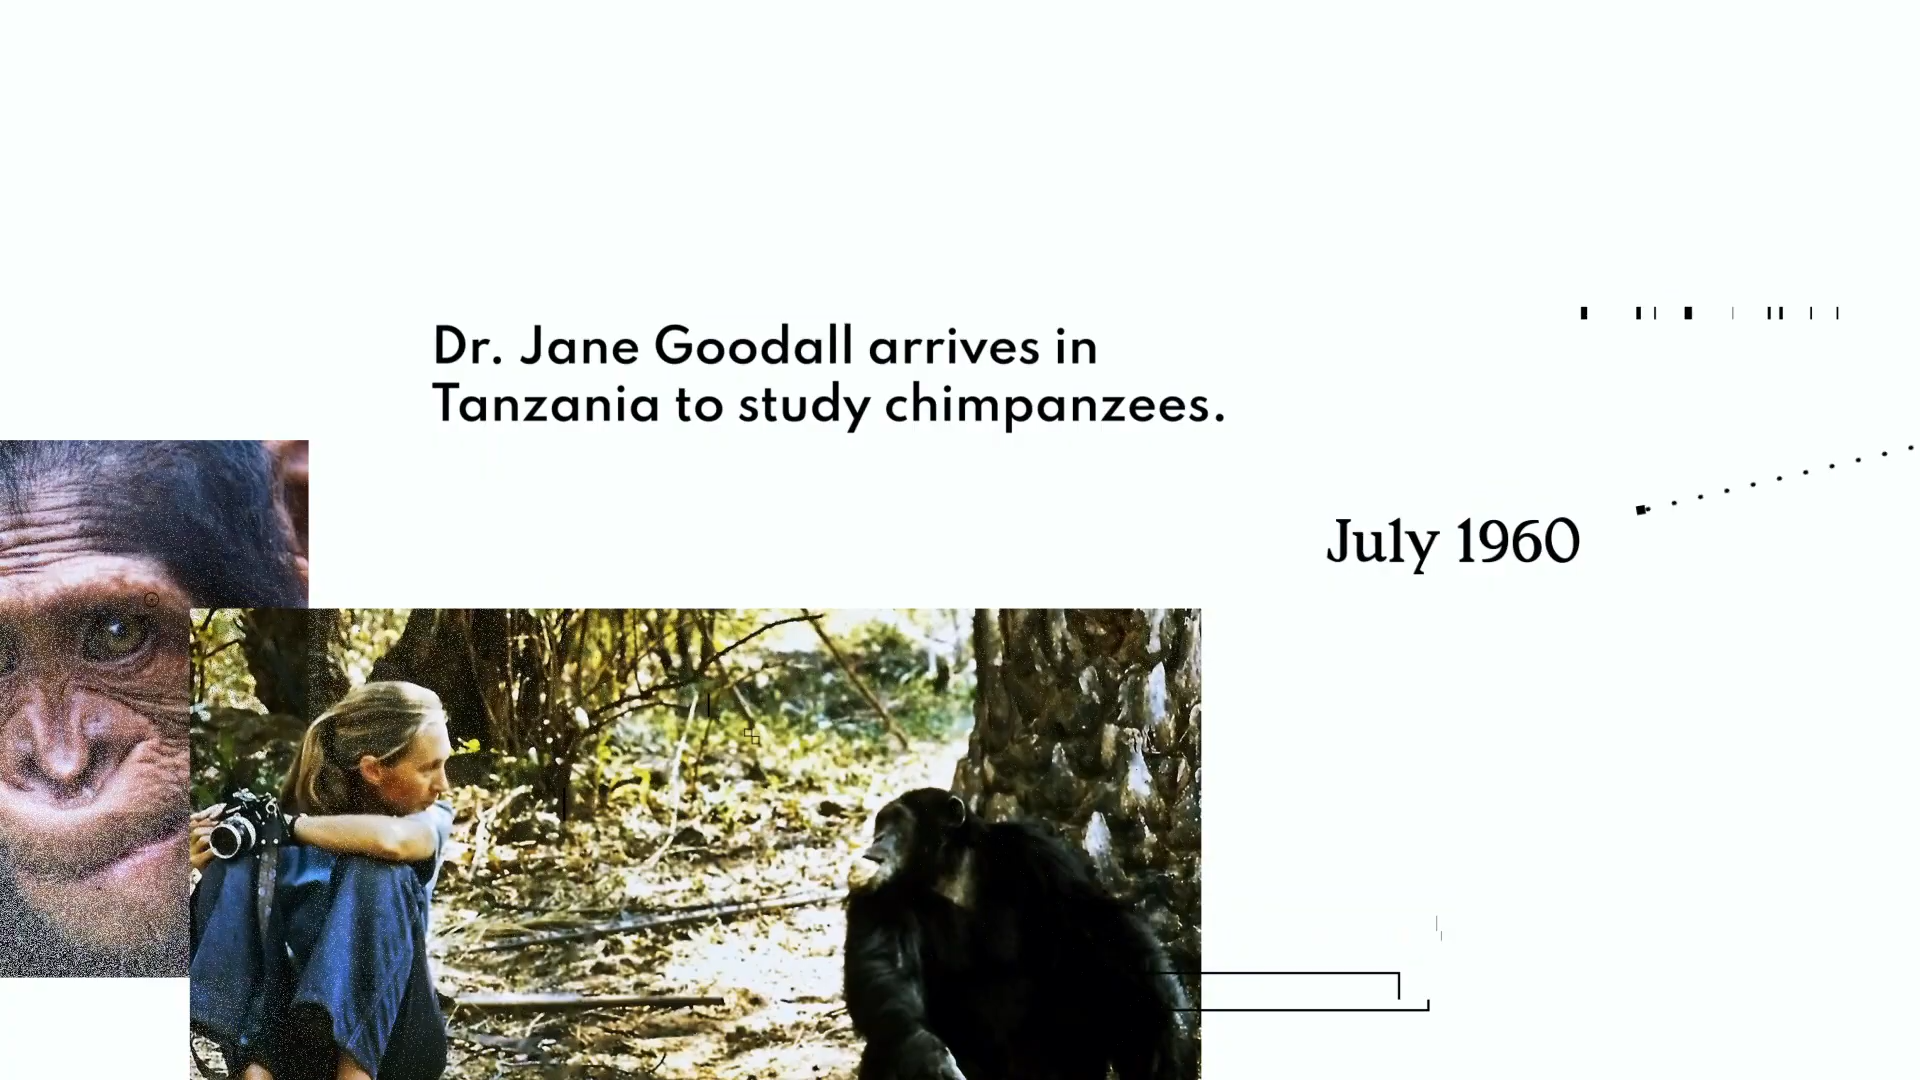 Dr. Jane Goodall arrives in
Tanzania to study chimpanzees.
July 1960